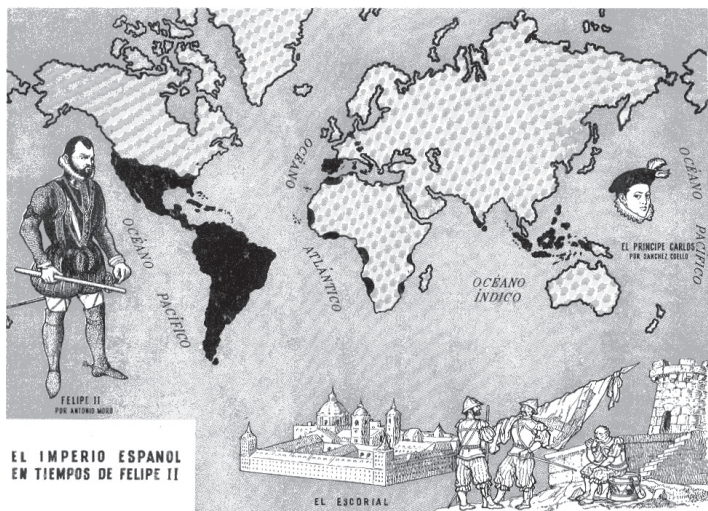 OCÉANO
ATLÁNTICO
OCÉANO
PACÍFICO
OCÉANO
PACÍFICO
OCÉANO
ÍNDICO
EL PRINCIPE CARLOS
POR SANCHEZ COELLO
FELIPE II
POR ANTONIO MORO
EL IMPERIO ESPANOL
EN TIEMPOS DE FELIPE II
EL ESCORIAL